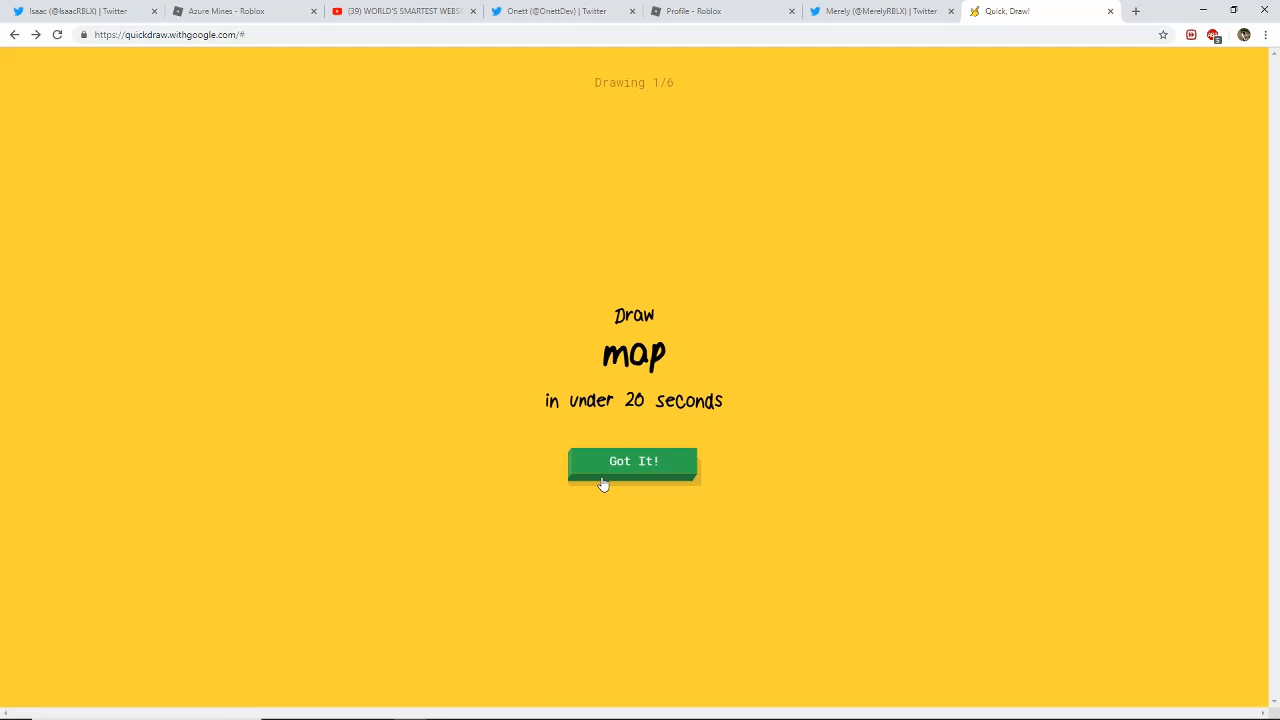 Isaac (@IsaacRBLX) | Twitter
Azure Mines - Roblox
(39) WORLD'S SMARTEST WEBSI
Onett (@OnettDev) | Twitter
Profile - Roblox
Merely (@MerelyRBLX) | Twitter
Quick, Draw!
https://quickdraw.withgoogle.com/#
Drawing 1/6
Draw
map
in under 20 seconds
Got It!